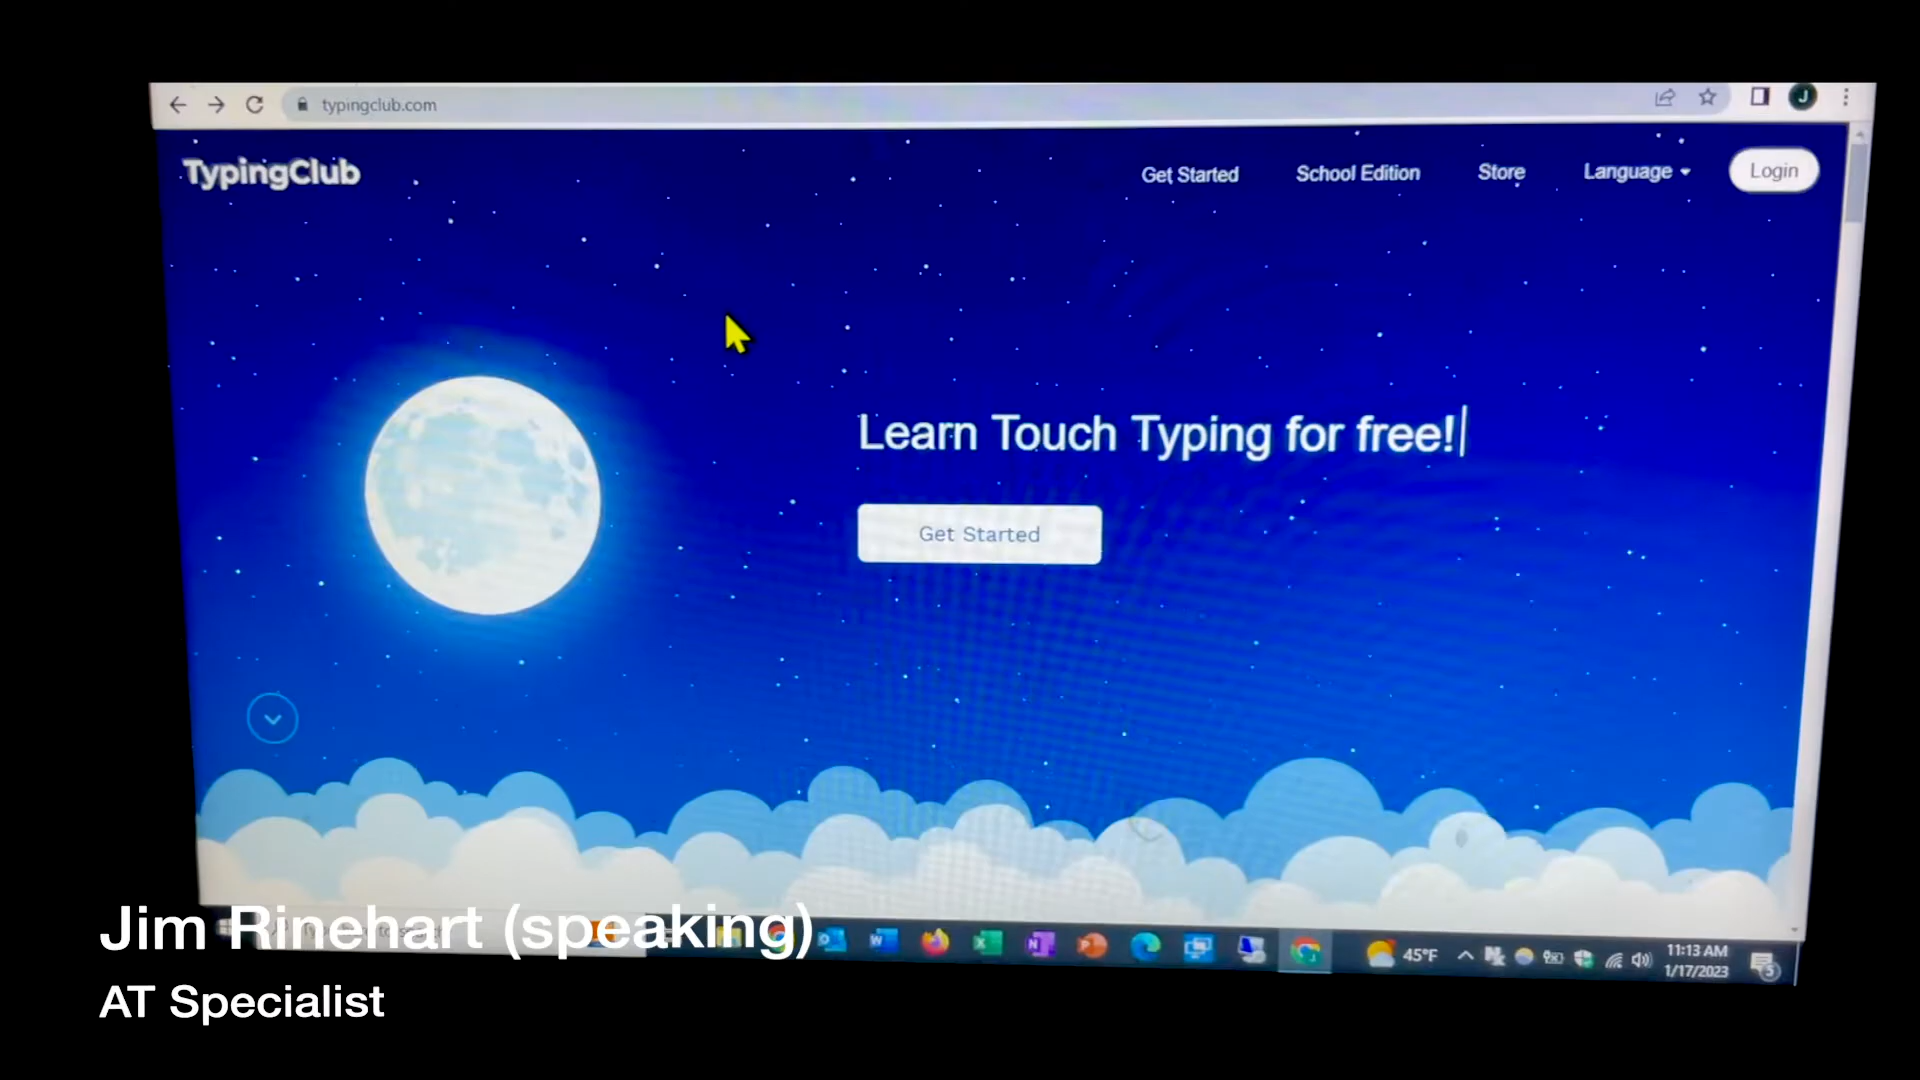 typingclub.com
J
TypingClub
Get Started
School Edition
Store
Language
Login
Learn Touch Typing for free!
Get Started
Jim Rinehart (speaking)
AT Specialist
45°F
11:13 AM
1/17/2023
5